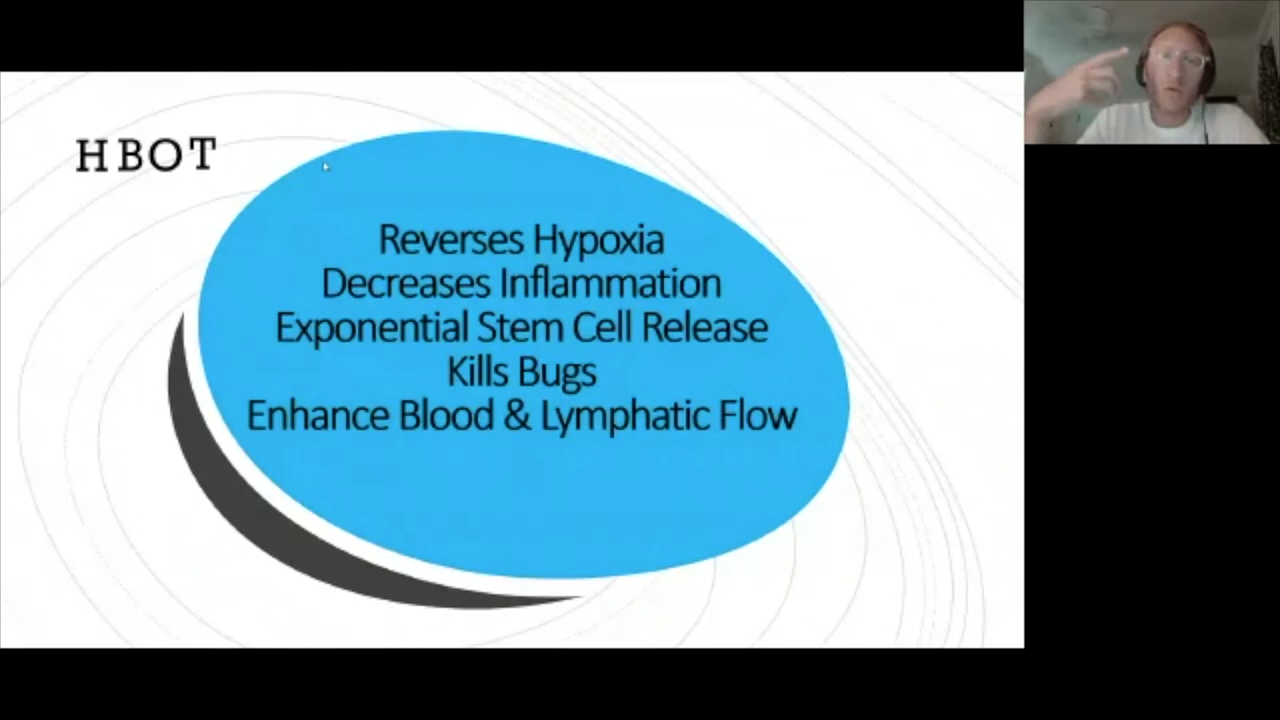 HBOT
Reverses Hypoxia
Decreases Inflammation
Exponential Stem Cell Release
Kills Bugs
Enhance Blood & Lymphatic Flow